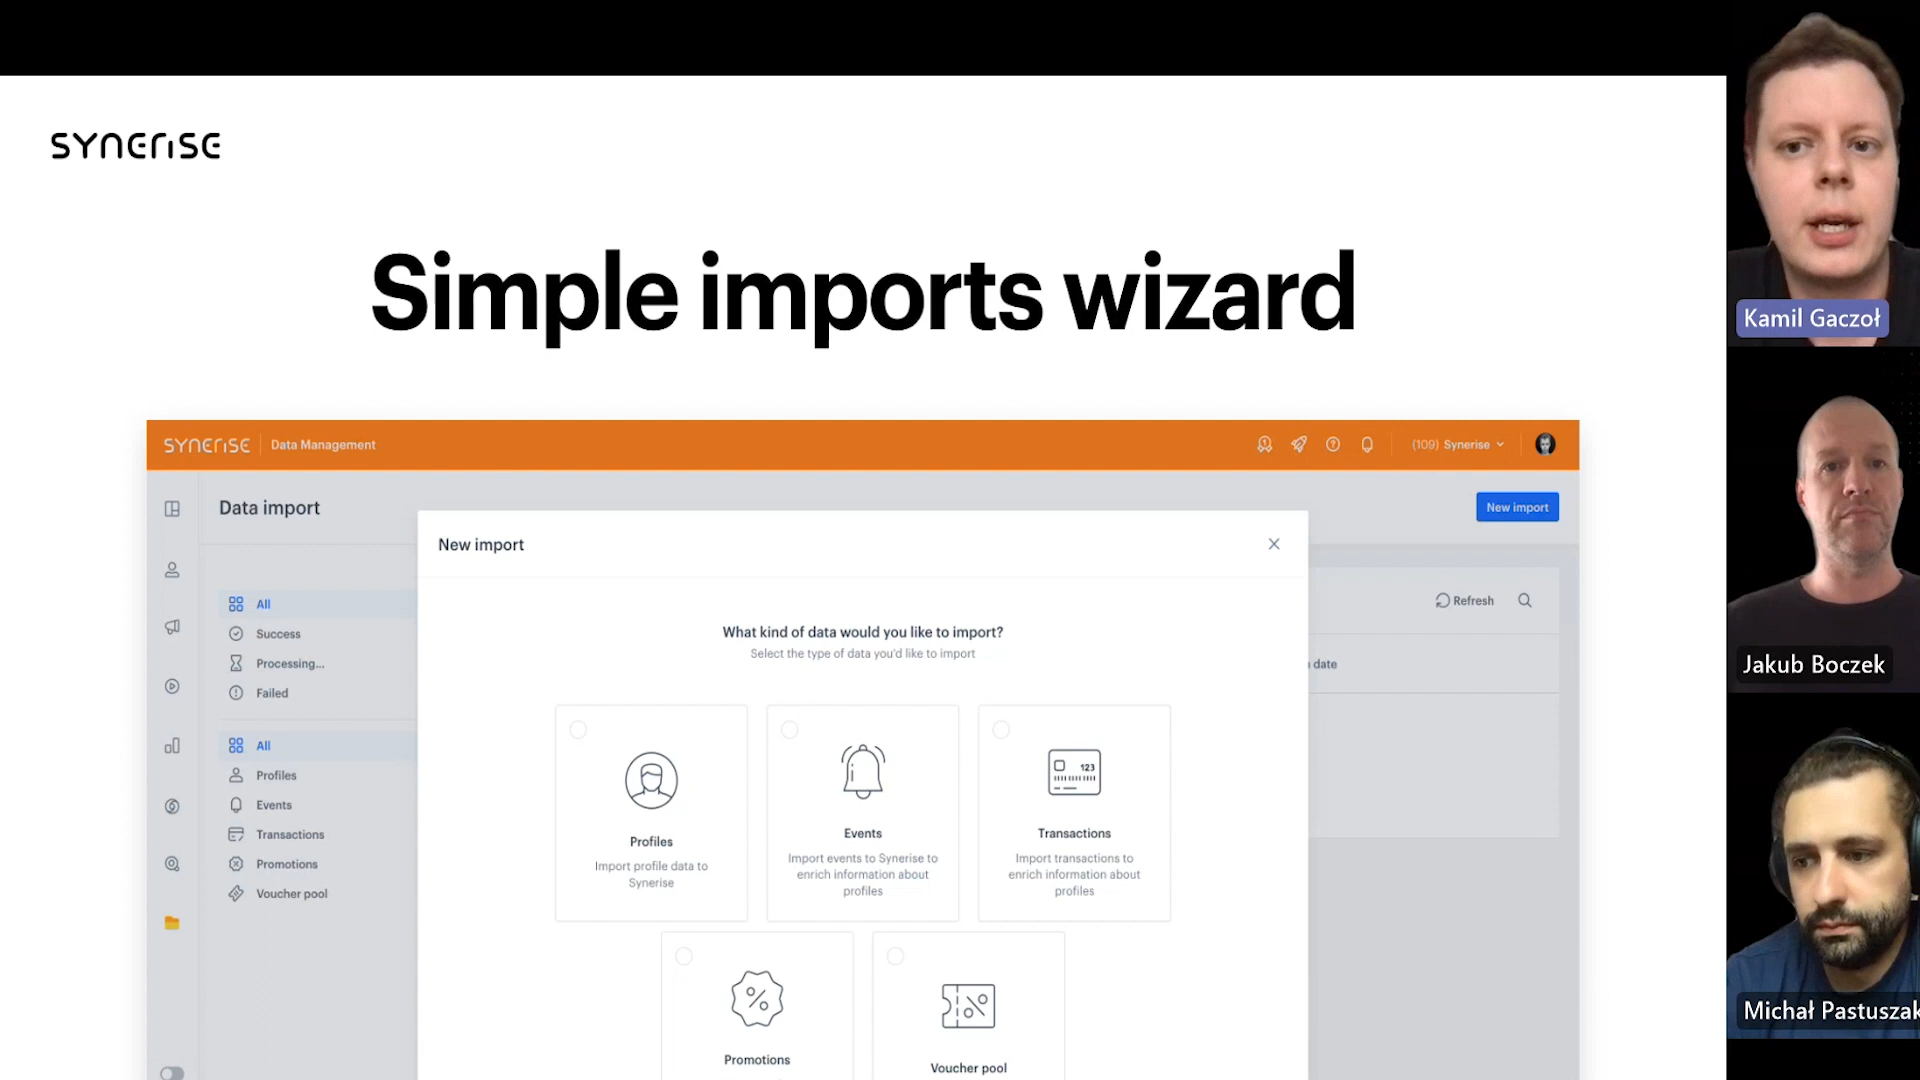 SYNERISE
Simple imports wizard
SYNERISE
Data Management
(109) Synerise
Data import
New import
New import
All
Success
Processing...
Failed
All
Profiles
Events
Transactions
Promotions
Voucher pool
Refresh
date
What kind of data would you like to import?
Select the type of data you'd like to import
Profiles
Import profile data to
Synerise
Events
Import events to Synerise to
enrich information about
profiles
123
Transactions
Import transactions to
enrich information about
profiles
Promotions
Voucher pool
Kamil Gaczoł
Jakub Boczek
Michał Pastuszak